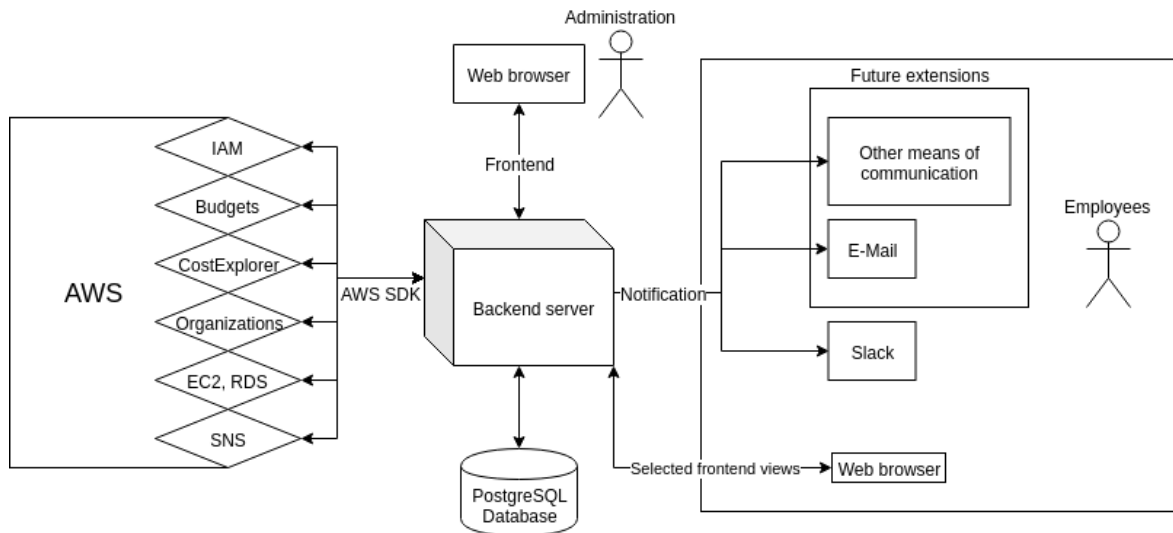 Administration
Web browser
Future extensions
IAM
Other means of
communication
Frontend
Budgets
Employees
E-Mail
CostExplorer
AWS
AWS SDK
Notification
Backend server
Organizations
Slack
EC2, RDS
SNS
Selected frontend views
Web browser
PostgreSQL
Database